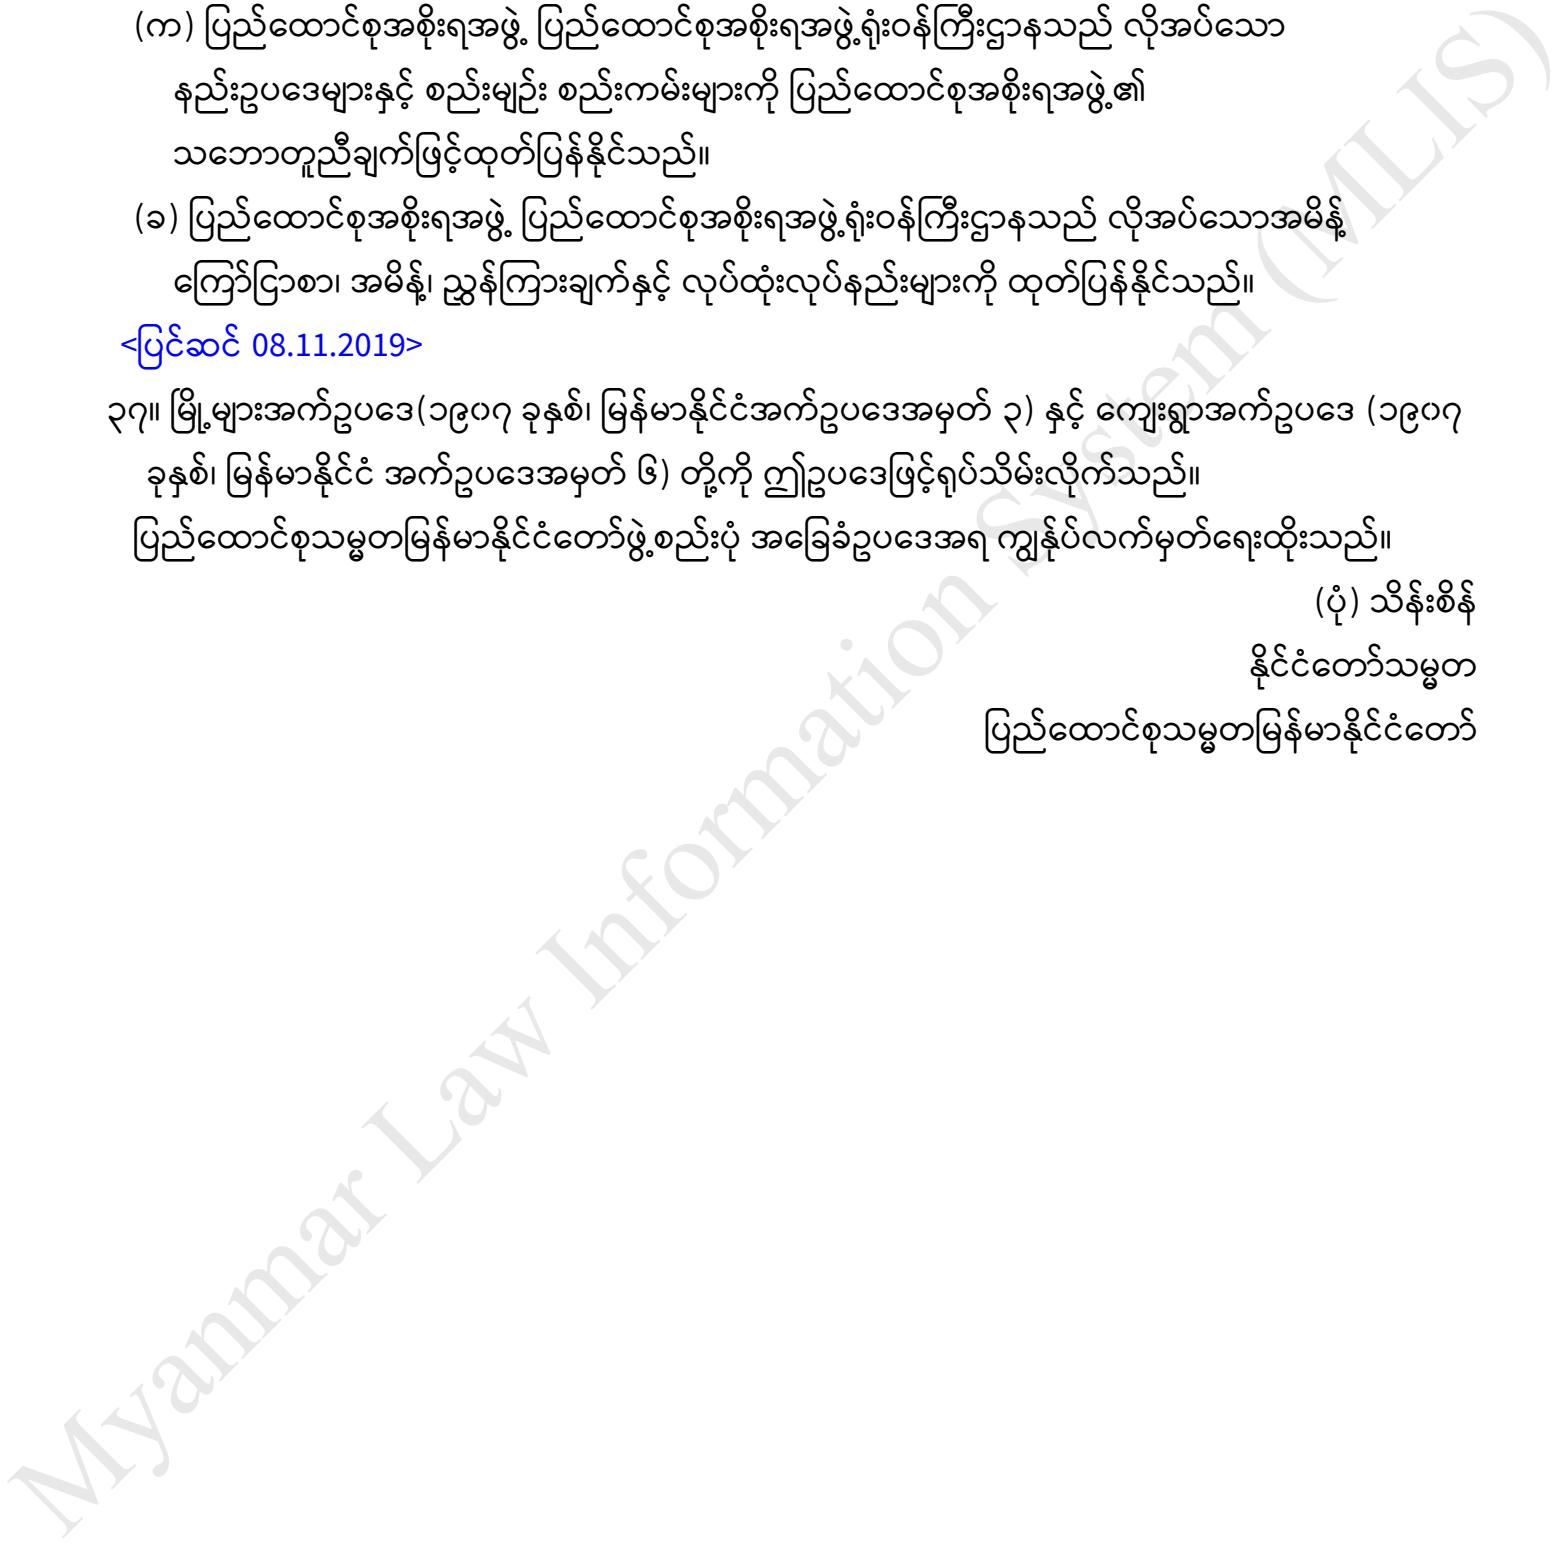 (က) ပြည်ထောင်စုအစိုးရအဖွဲ့ ပြည်ထောင်စုအစိုးရအဖွဲ့ရုံးဝန်ကြီးဌာနသည် လိုအပ်သော
နည်းဥပဒေများနှင့် စည်းမျဉ်း စည်းကမ်းများကို ပြည်ထောင်စုအစိုးရအဖွဲ့၏
သဘောတူညီချက်ဖြင့်ထုတ်ပြန်နိုင်သည်။
(ခ) ပြည်ထောင်စုအစိုးရအဖွဲ့ ပြည်ထောင်စုအစိုးရအဖွဲ့ရုံးဝန်ကြီးဌာနသည် လိုအပ်သောအမိန့်
ကြော်ငြာစာ၊ အမိန့်၊ ညွှန်ကြားချက်နှင့် လုပ်ထုံးလုပ်နည်းများကို ထုတ်ပြန်နိုင်သည်။
<ပြင်ဆင် 08.11.2019>
၃၇။ မြို့များအက်ဥပဒေ(၁၉၀၇ ခုနှစ်၊ မြန်မာနိုင်ငံအက်ဥပဒေအမှတ် ၃) နှင့် ကျေးရွာအက်ဥပဒေ (၁၉၀၇
ခုနှစ်၊ မြန်မာနိုင်ငံ အက်ဥပဒေအမှတ် ၆) တို့ကို ဤဥပဒေဖြင့်ရုပ်သိမ်းလိုက်သည်။
ပြည်ထောင်စုသမ္မတမြန်မာနိုင်ငံတော်ဖွဲ့စည်းပုံ အခြေခံဥပဒေအရ ကျွန်ုပ်လက်မှတ်ရေးထိုးသည်။
(ပုံ) သိန်းစိန်
နိုင်ငံတော်သမ္မတ
ပြည်ထောင်စုသမ္မတမြန်မာနိုင်ငံတော်
Myanmar Law Information System (MLIS)